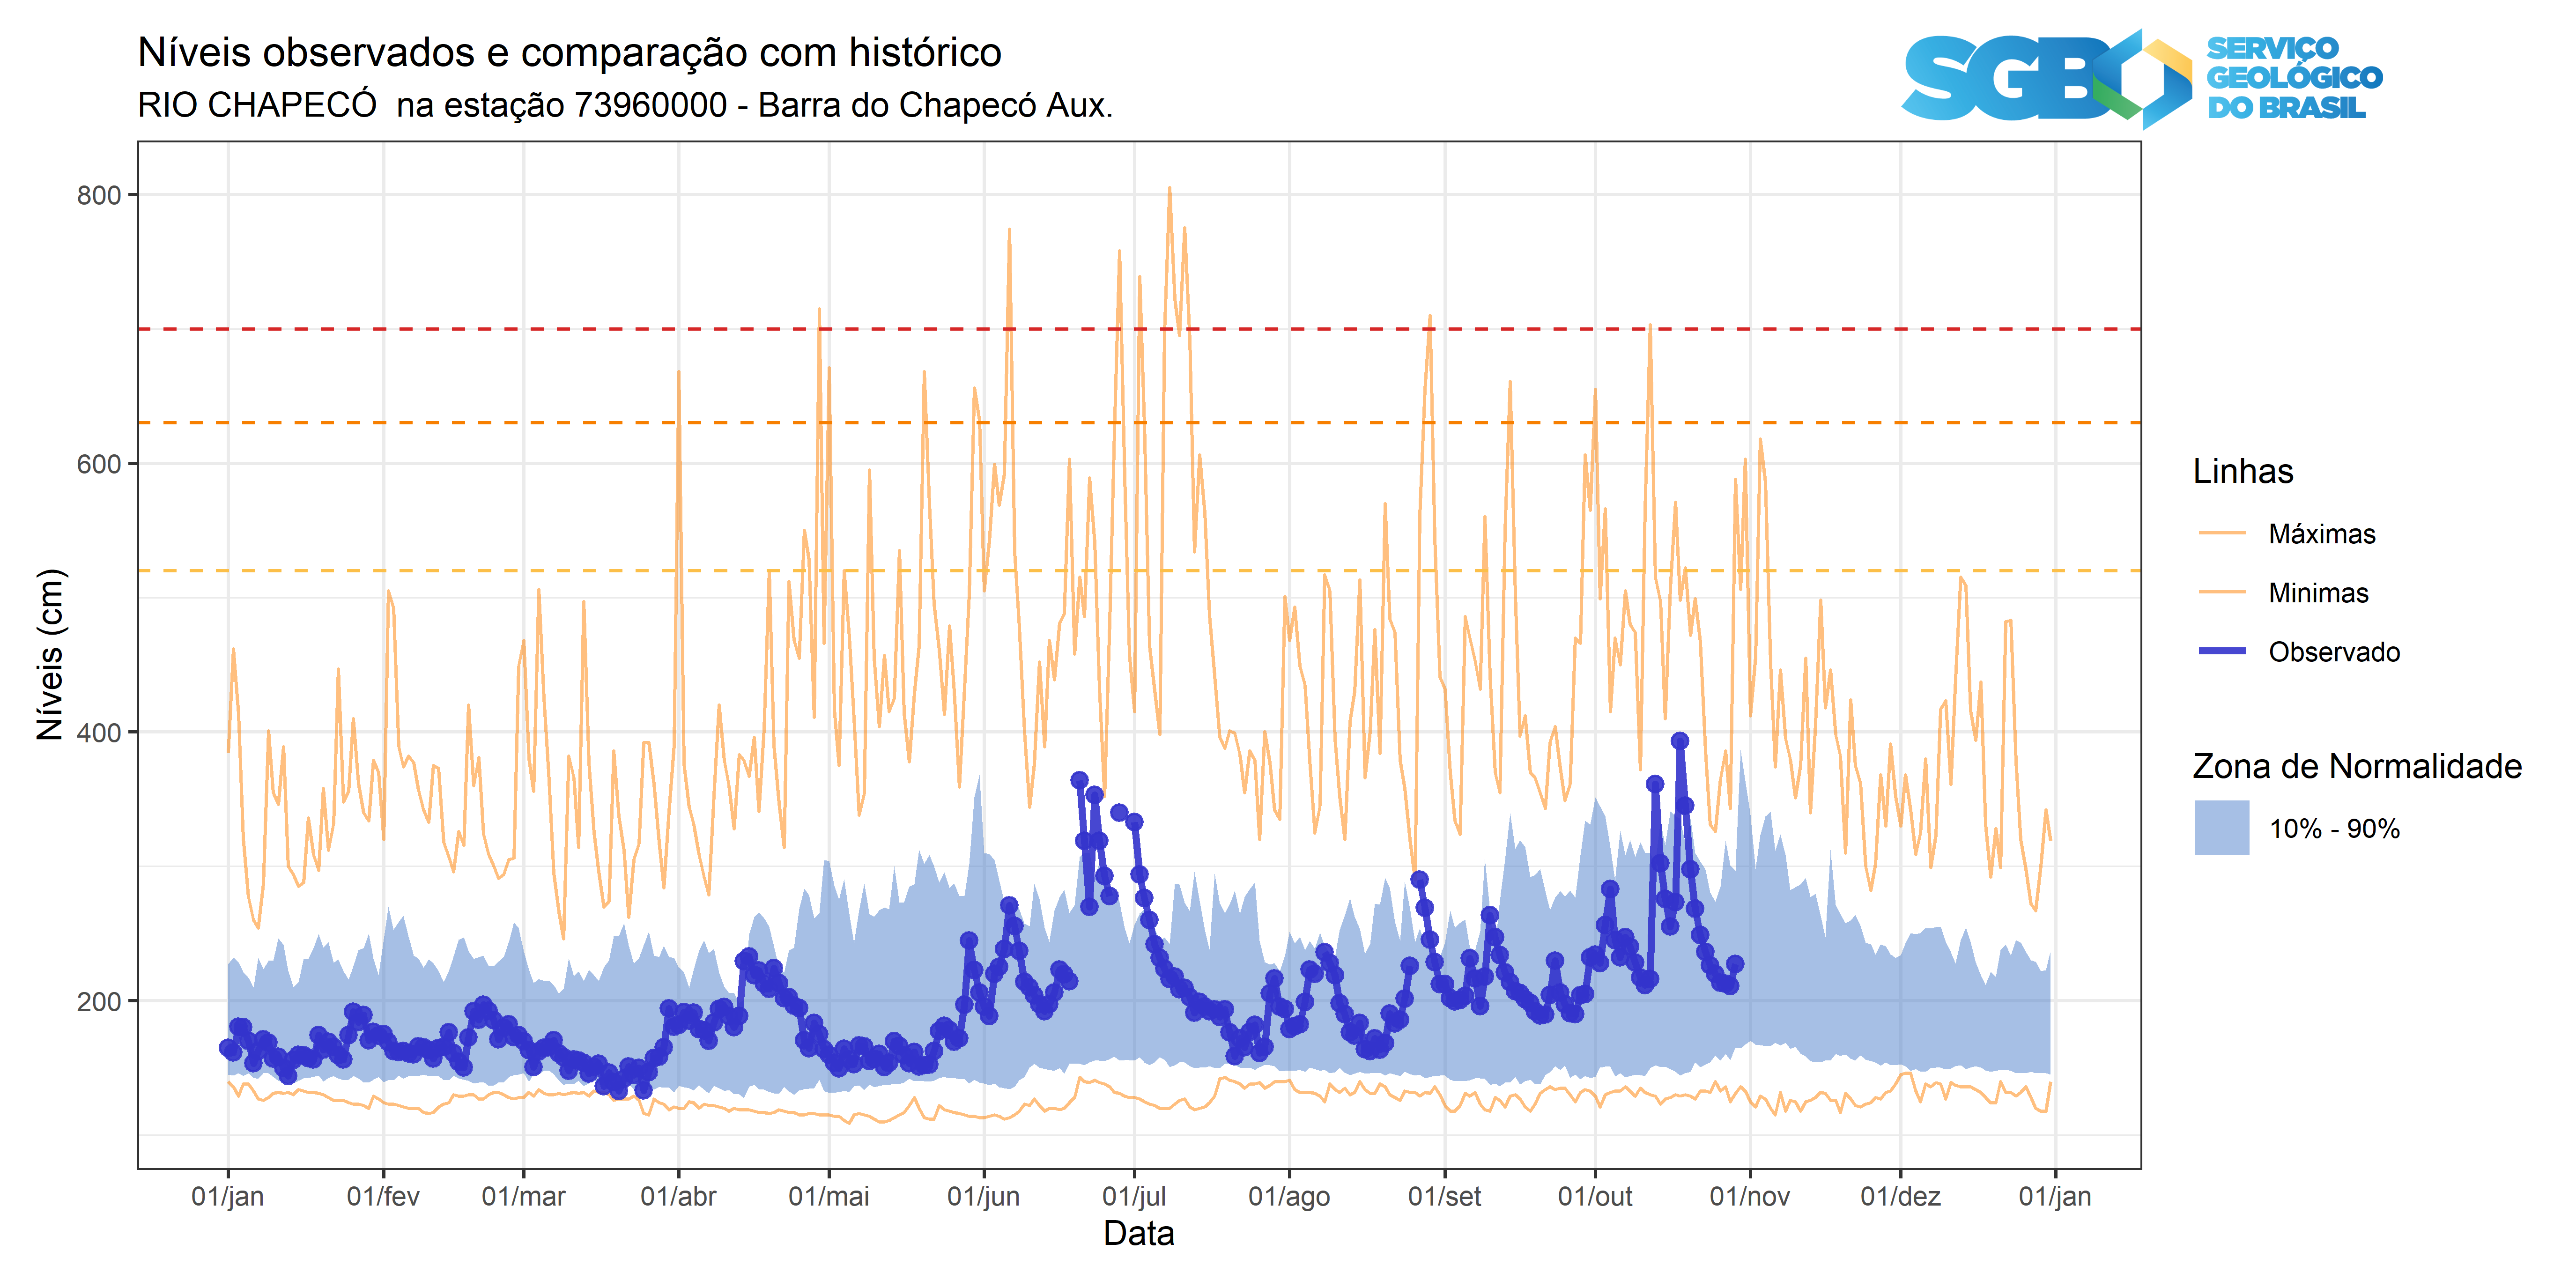 Níveis observados e comparação com histórico
RIO CHAPECÓ  na estação 73960000 - Barra do Chapecó Aux.
SGB
SERVIÇO
GEOLÓGICO
DO BRASIL
800
600
400
200
Níveis (cm)
01/jan
01/fev
01/mar
01/abr
01/mai
01/jun
01/jul
01/ago
01/set
01/out
01/nov
01/dez
01/jan
Data
Linhas
Máximas
Minimas
Observado
Zona de Normalidade
10% - 90%